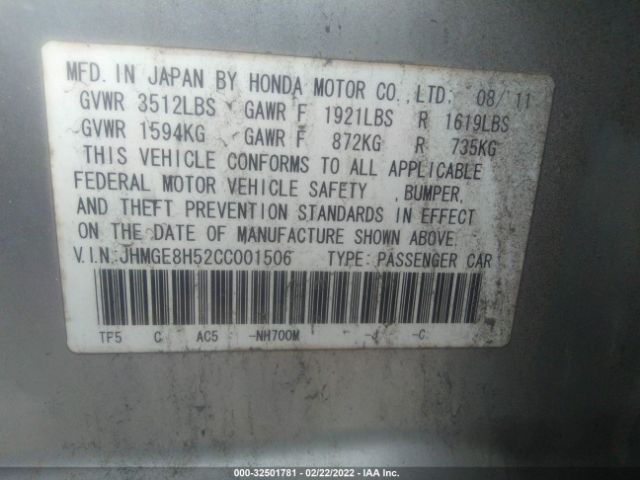 MFD. IN JAPAN BY HONDA MOTOR CO., LTD. 08/'11
GVWR 3512LBS GAWR F 1921LBS R 1619LBS
GVWR 1594KG GAWR F 872KG R 735KG
THIS VEHICLE CONFORMS TO ALL APPLICABLE
FEDERAL MOTOR VEHICLE SAFETY , BUMPER,
AND THEFT PREVENTION STANDARDS IN EFFECT
ON THE DATE OF MANUFACTURE SHOWN ABOVE.
V.I.N. JHMGE8H52CC001506 TYPE: PASSENGER CAR
TF5 C AC5 -NH700M -J -C
000-32501781 - 02/22/2022 - IAA Inc.